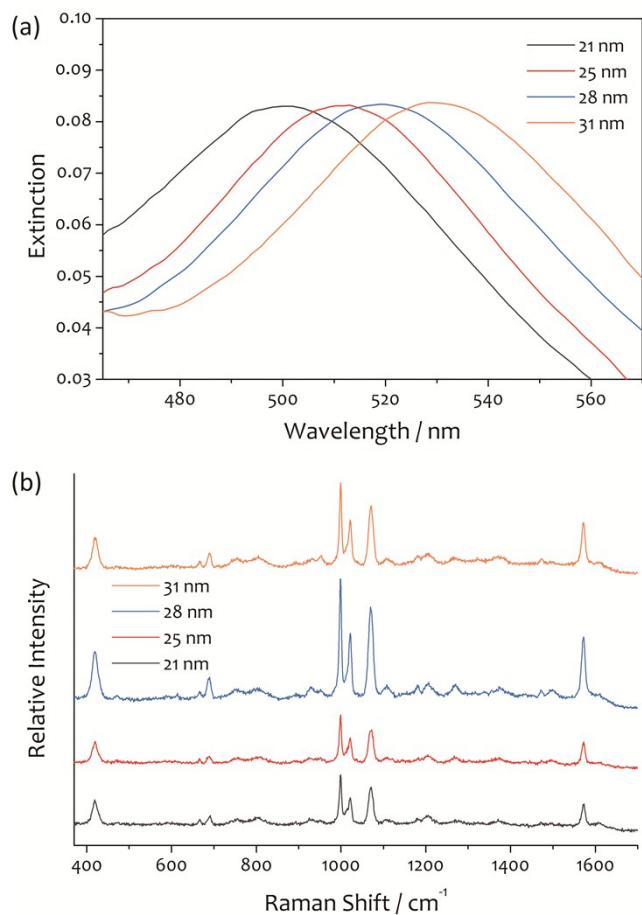 (a)
0.10
0.09
0.08
0.07
0.06
0.05
0.04
0.03
Extinction
21 nm
25 nm
28 nm
31 nm
480
500
520
540
560
Wavelength / nm
(b)
31 nm
28 nm
25 nm
21 nm
Relative Intensity
400
600
800
1000
1200
1400
1600
Raman Shift / cm⁻¹